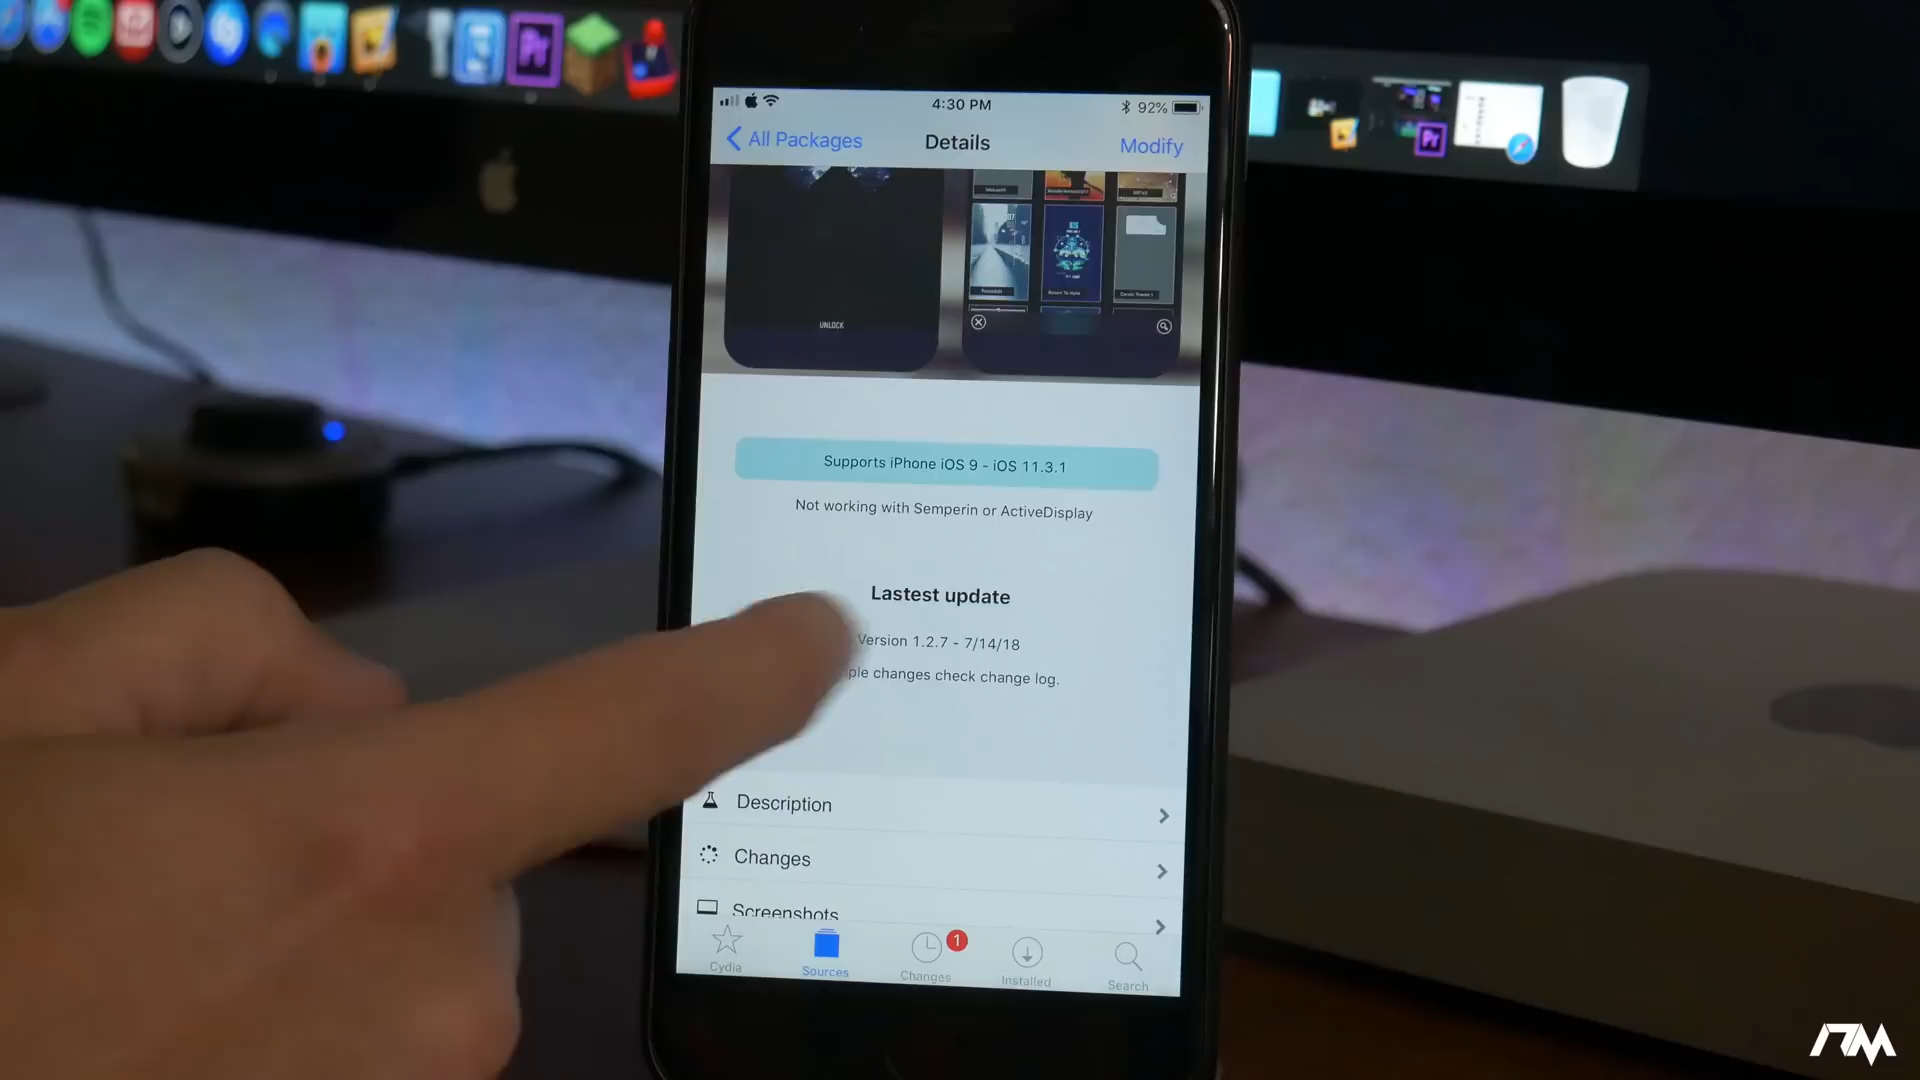 4:30 PM
92%
All Packages
Details
Modify
UNLOCK
Supports iPhone iOS 9 - iOS 11.3.1
Not working with Semperin or ActiveDisplay
Lastest update
Version 1.2.7 - 7/14/18
ple changes check change log.
Description
Changes
Screenshots
1
Cydia
Sources
Changes
Installed
Search
Pr
Pr